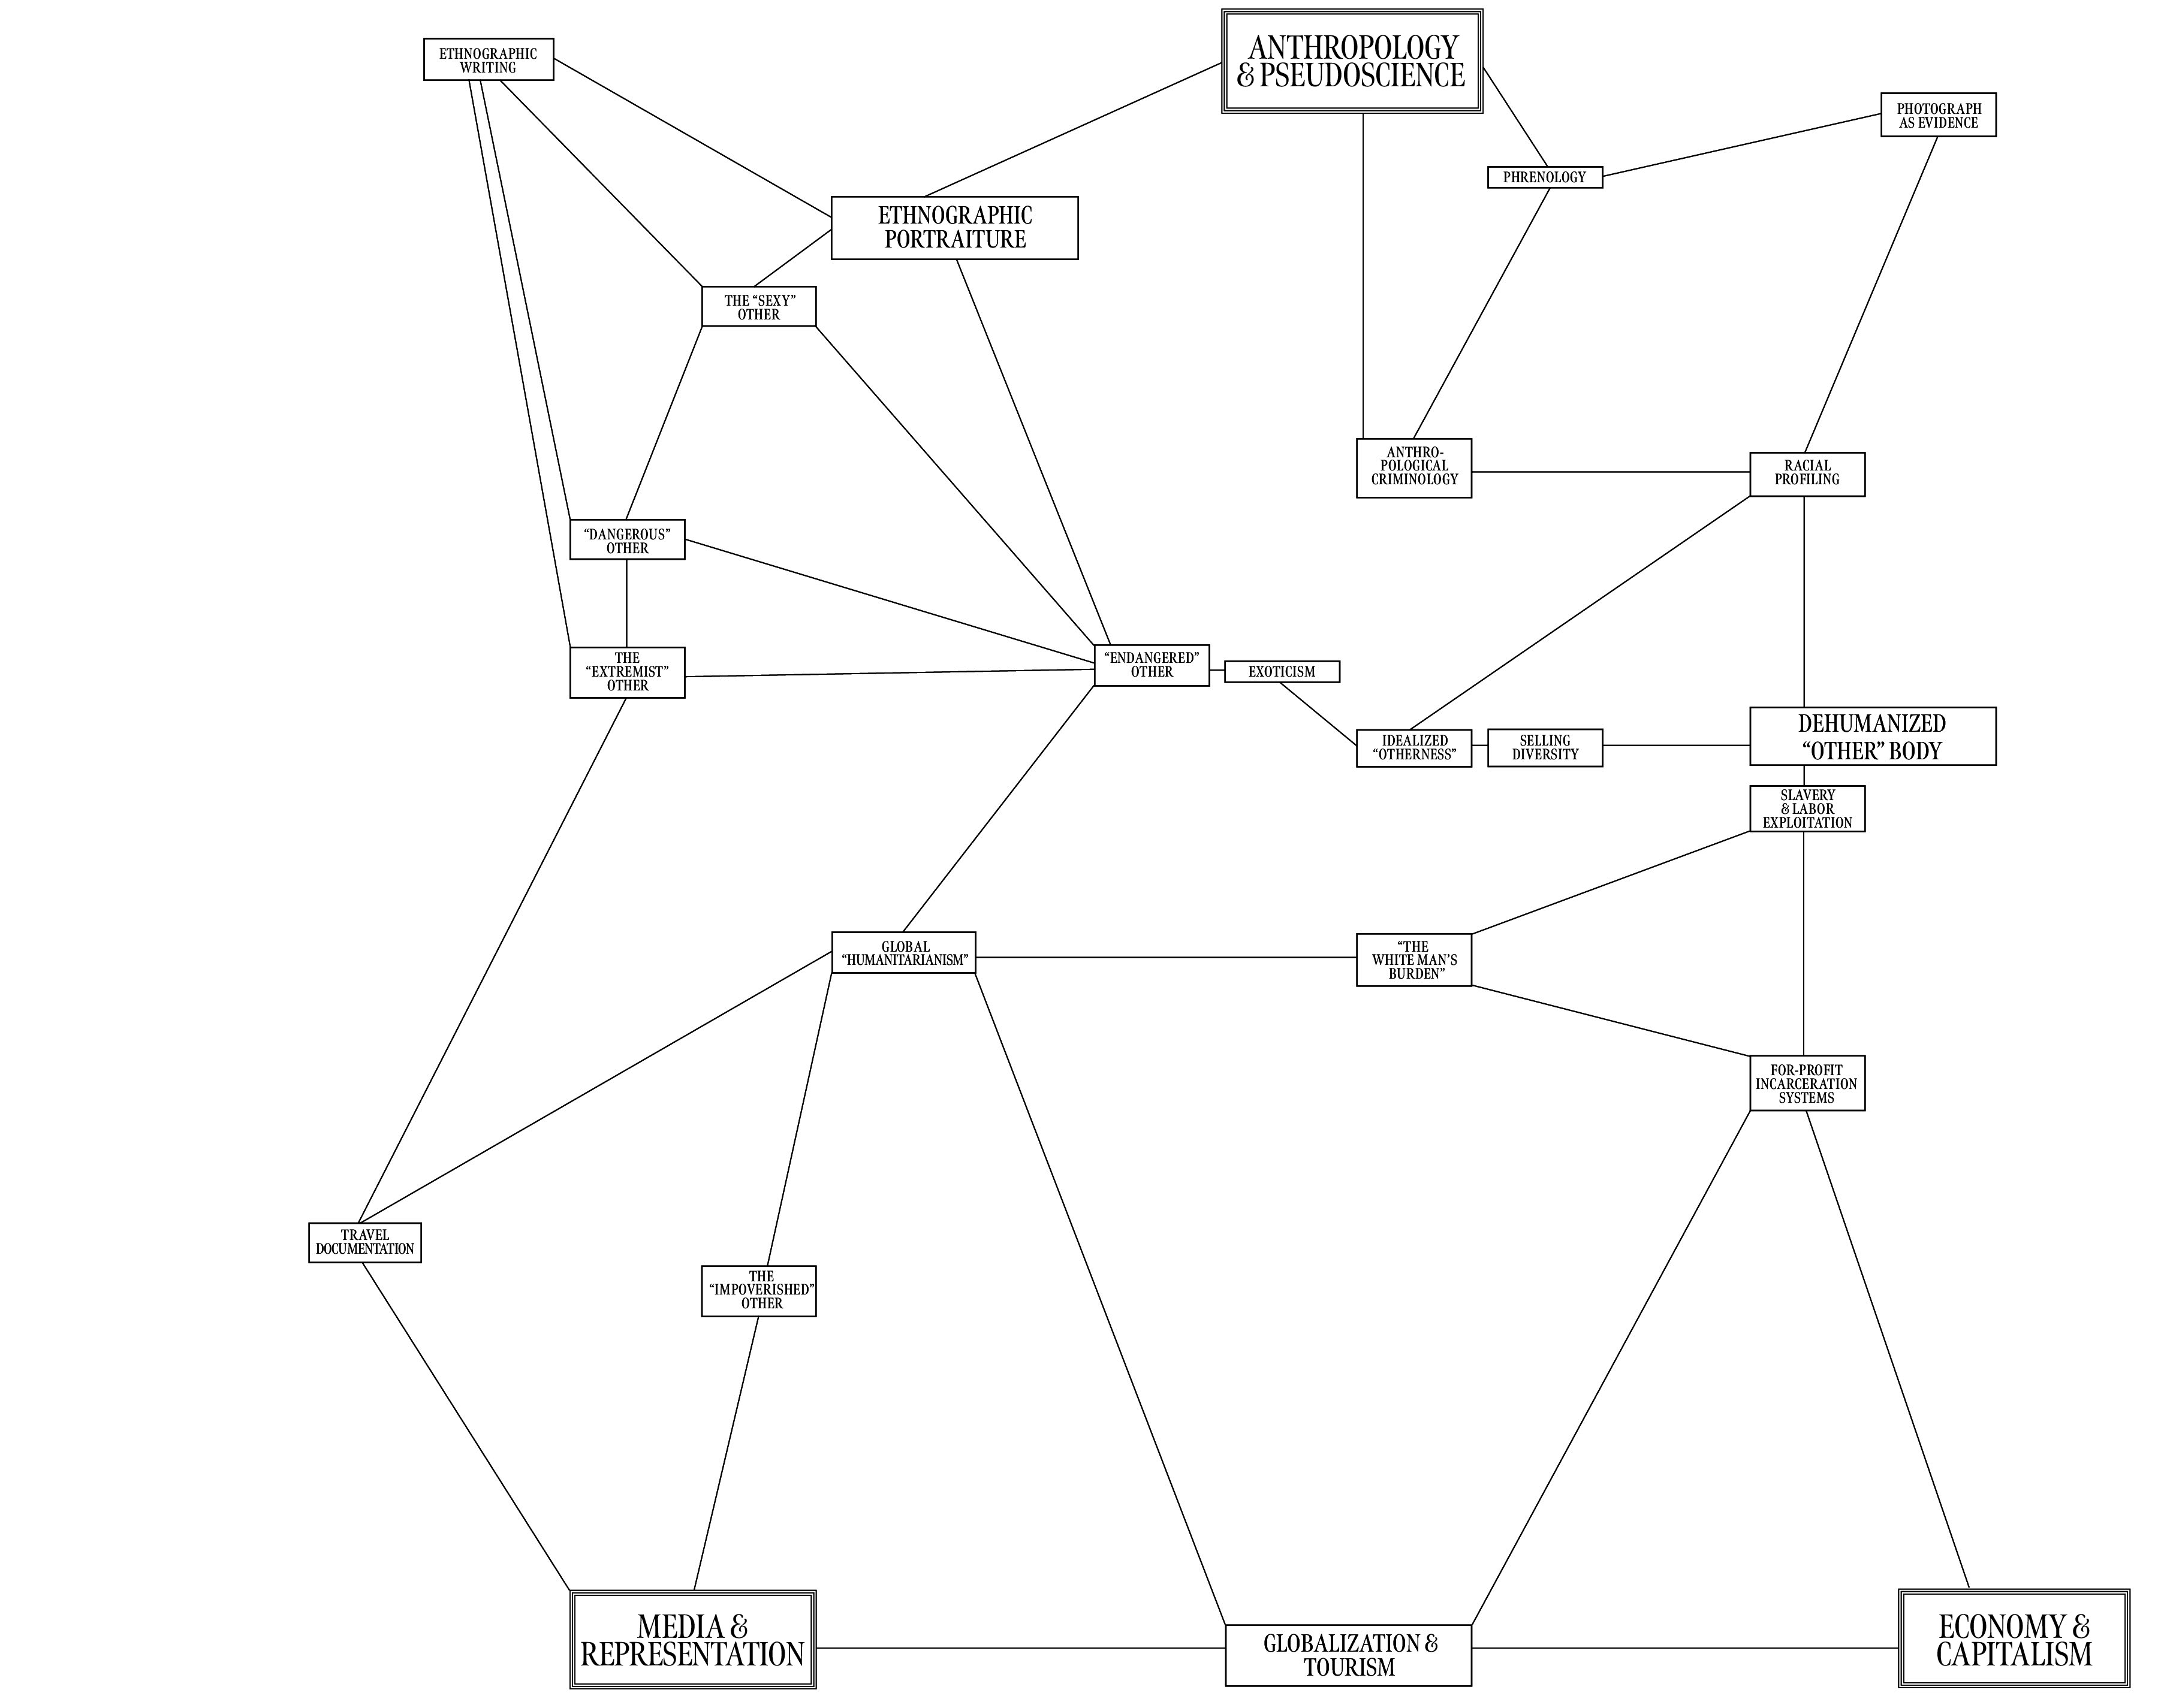 ETHNOGRAPHIC
WRITING
ANTHROPOLOGY
& PSEUDOSCIENCE
PHOTOGRAPH
AS EVIDENCE
PHRENOLOGY
ETHNOGRAPHIC
PORTRAITURE
THE “SEXY”
OTHER
ANTHRO-
POLOGICAL
CRIMINOLOGY
RACIAL
PROFILING
“DANGEROUS”
OTHER
THE
“EXTREMIST”
OTHER
“ENDANGERED”
OTHER
EXOTICISM
IDEALIZED
“OTHERNESS”
SELLING
DIVERSITY
DEHUMANIZED
“OTHER” BODY
SLAVERY
& LABOR
EXPLOITATION
GLOBAL
“HUMANITARIANISM”
“THE
WHITE MAN’S
BURDEN”
FOR-PROFIT
INCARCERATION
SYSTEMS
TRAVEL
DOCUMENTATION
THE
“IMPOVERISHED”
OTHER
MEDIA &
REPRESENTATION
GLOBALIZATION &
TOURISM
ECONOMY &
CAPITALISM